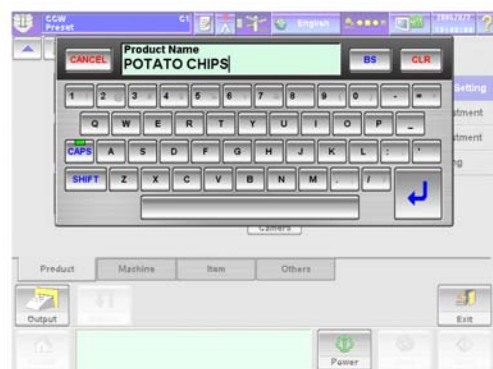 CCW
Preset
C1
English
Product Name
POTATO CHIPS
CANCEL
BS
CLR
1 2 3 4 5 6 7 8 9 0 -
Q W E R T Y U I O P _
CAPS A S D F G H J K L : '
SHIFT Z X C V B N M . /
Setting
stment
stment
ng
Camera
Product
Machine
Item
Others
Output
Exit
Power